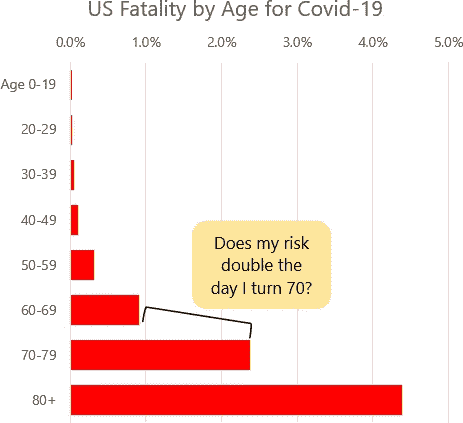 US Fatality by Age for Covid-19
0.0% 1.0% 2.0% 3.0% 4.0% 5.0%
Age 0-19
20-29
30-39
40-49
50-59
Does my risk
double the
day I turn 70?
60-69
70-79
80+